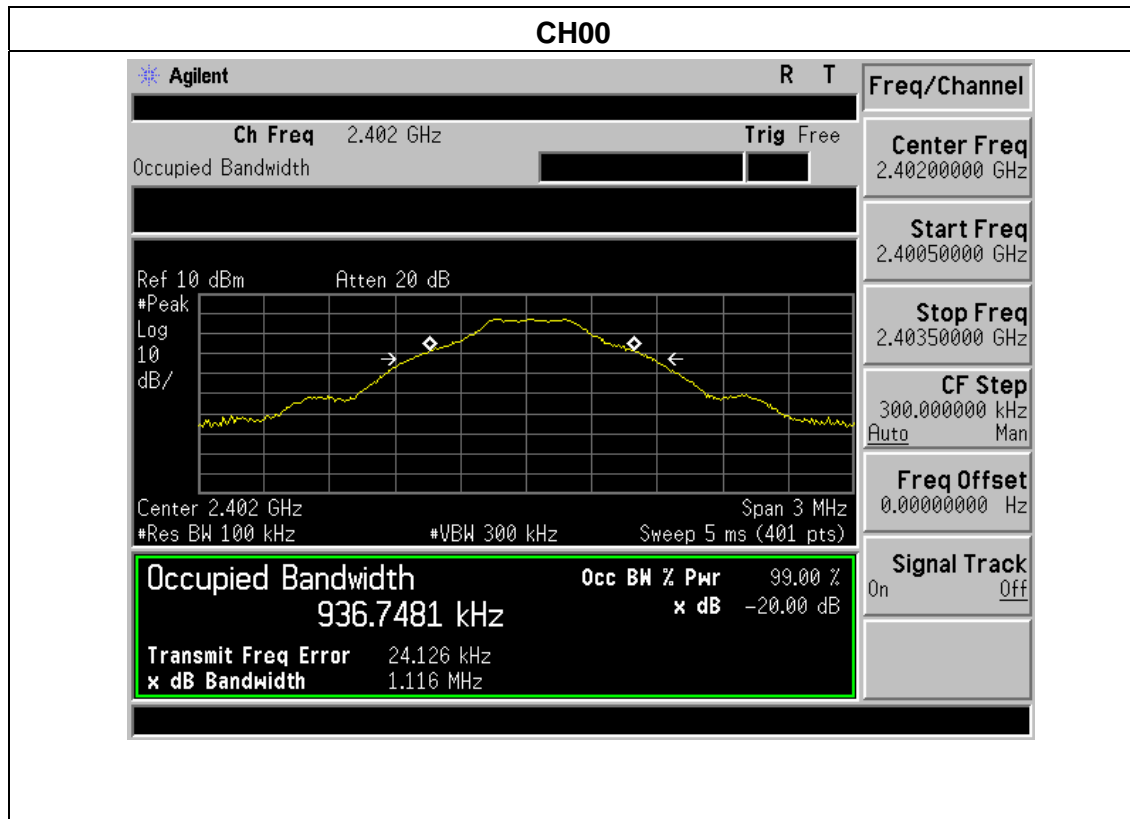 CH00
Agilent
R T
Freq/Channel
Ch Freq 2.402 GHz Trig Free
Occupied Bandwidth
Center Freq
2.40200000 GHz
Start Freq
2.40050000 GHz
Stop Freq
2.40350000 GHz
CF Step
300.000000 kHz
Auto Man
Freq Offset
0.00000000 Hz
Signal Track
On Off
Ref 10 dBm Atten 20 dB
#Peak
Log
10
dB/
Center 2.402 GHz Span 3 MHz
#Res BW 100 kHz #VBW 300 kHz Sweep 5 ms (401 pts)
Occupied Bandwidth Occ BW % Pwr 99.00 %
936.7481 kHz x dB -20.00 dB
Transmit Freq Error 24.126 kHz
x dB Bandwidth 1.116 MHz